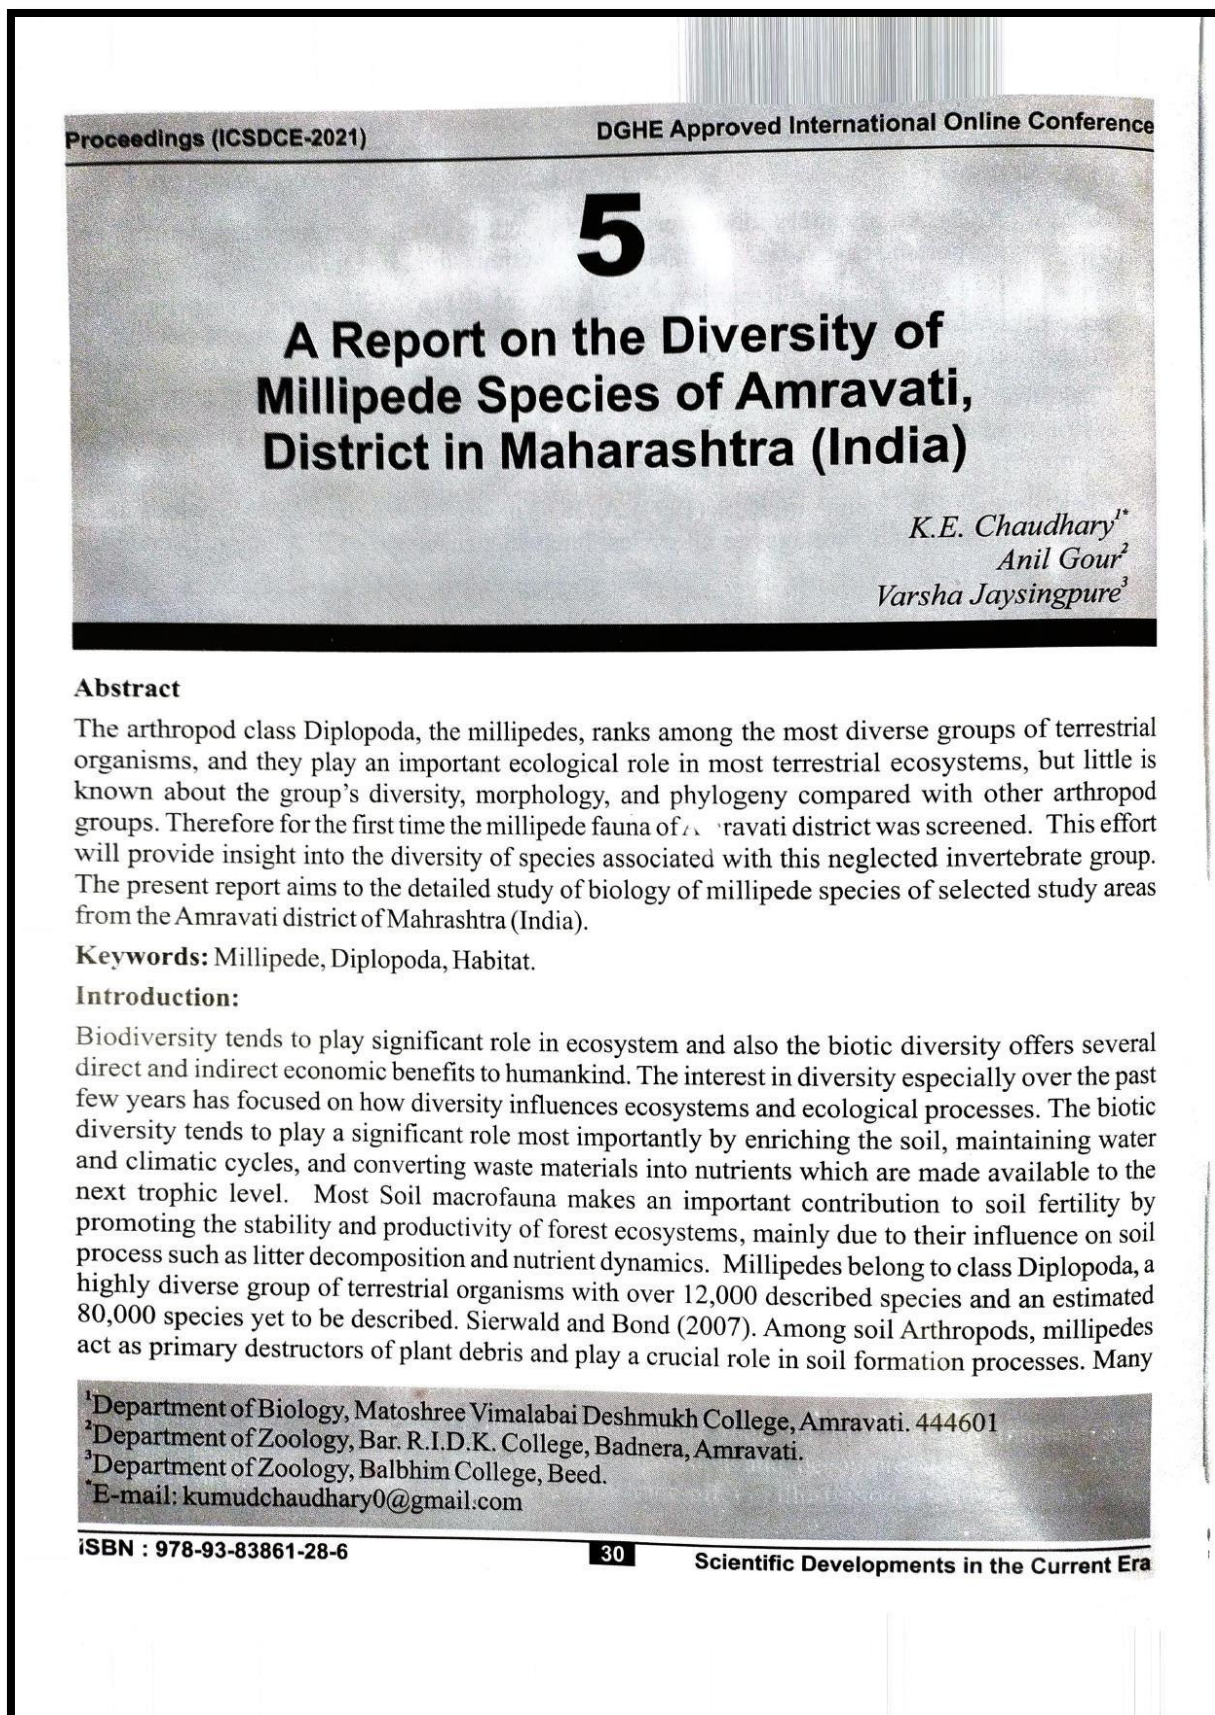 Proceedings (ICSDCE-2021)
DGHE Approved International Online Conference
5
A Report on the Diversity of
Millipede Species of Amravati,
District in Maharashtra (India)
K.E. Chaudhary1*
Anil Gour2
Varsha Jaysingpure3
Abstract
The arthropod class Diplopoda, the millipedes, ranks among the most diverse groups of terrestrial
organisms, and they play an important ecological role in most terrestrial ecosystems, but little is
known about the group's diversity, morphology, and phylogeny compared with other arthropod
groups. Therefore for the first time the millipede fauna of ravati district was screened. This effort
will provide insight into the diversity of species associated with this neglected invertebrate group.
The present report aims to the detailed study of biology of millipede species of selected study areas
from the Amravati district of Mahrashtra (India).
Keywords: Millipede, Diplopoda, Habitat.
Introduction:
Biodiversity tends to play significant role in ecosystem and also the biotic diversity offers several
direct and indirect economic benefits to humankind. The interest in diversity especially over the past
few years has focused on how diversity influences ecosystems and ecological processes. The biotic
diversity tends to play a significant role most importantly by enriching the soil, maintaining water
and climatic cycles, and converting waste materials into nutrients which are made available to the
next trophic level. Most Soil macrofauna makes an important contribution to soil fertility by
promoting the stability and productivity of forest ecosystems, mainly due to their influence on soil
process such as litter decomposition and nutrient dynamics. Millipedes belong to class Diplopoda, a
highly diverse group of terrestrial organisms with over 12,000 described species and an estimated
80,000 species yet to be described. Sierwald and Bond (2007). Among soil Arthropods, millipedes
act as primary destructors of plant debris and play a crucial role in soil formation processes. Many
1Department of Biology, Matoshree Vimalabai Deshmukh College, Amravati. 444601
2Department of Zoology, Bar. R.I.D.K. College, Badnera, Amravati.
3Department of Zoology, Balbhim College, Beed.
*E-mail: kumudchaudhary0@gmail.com
ISBN : 978-93-83861-28-6
30
Scientific Developments in the Current Era